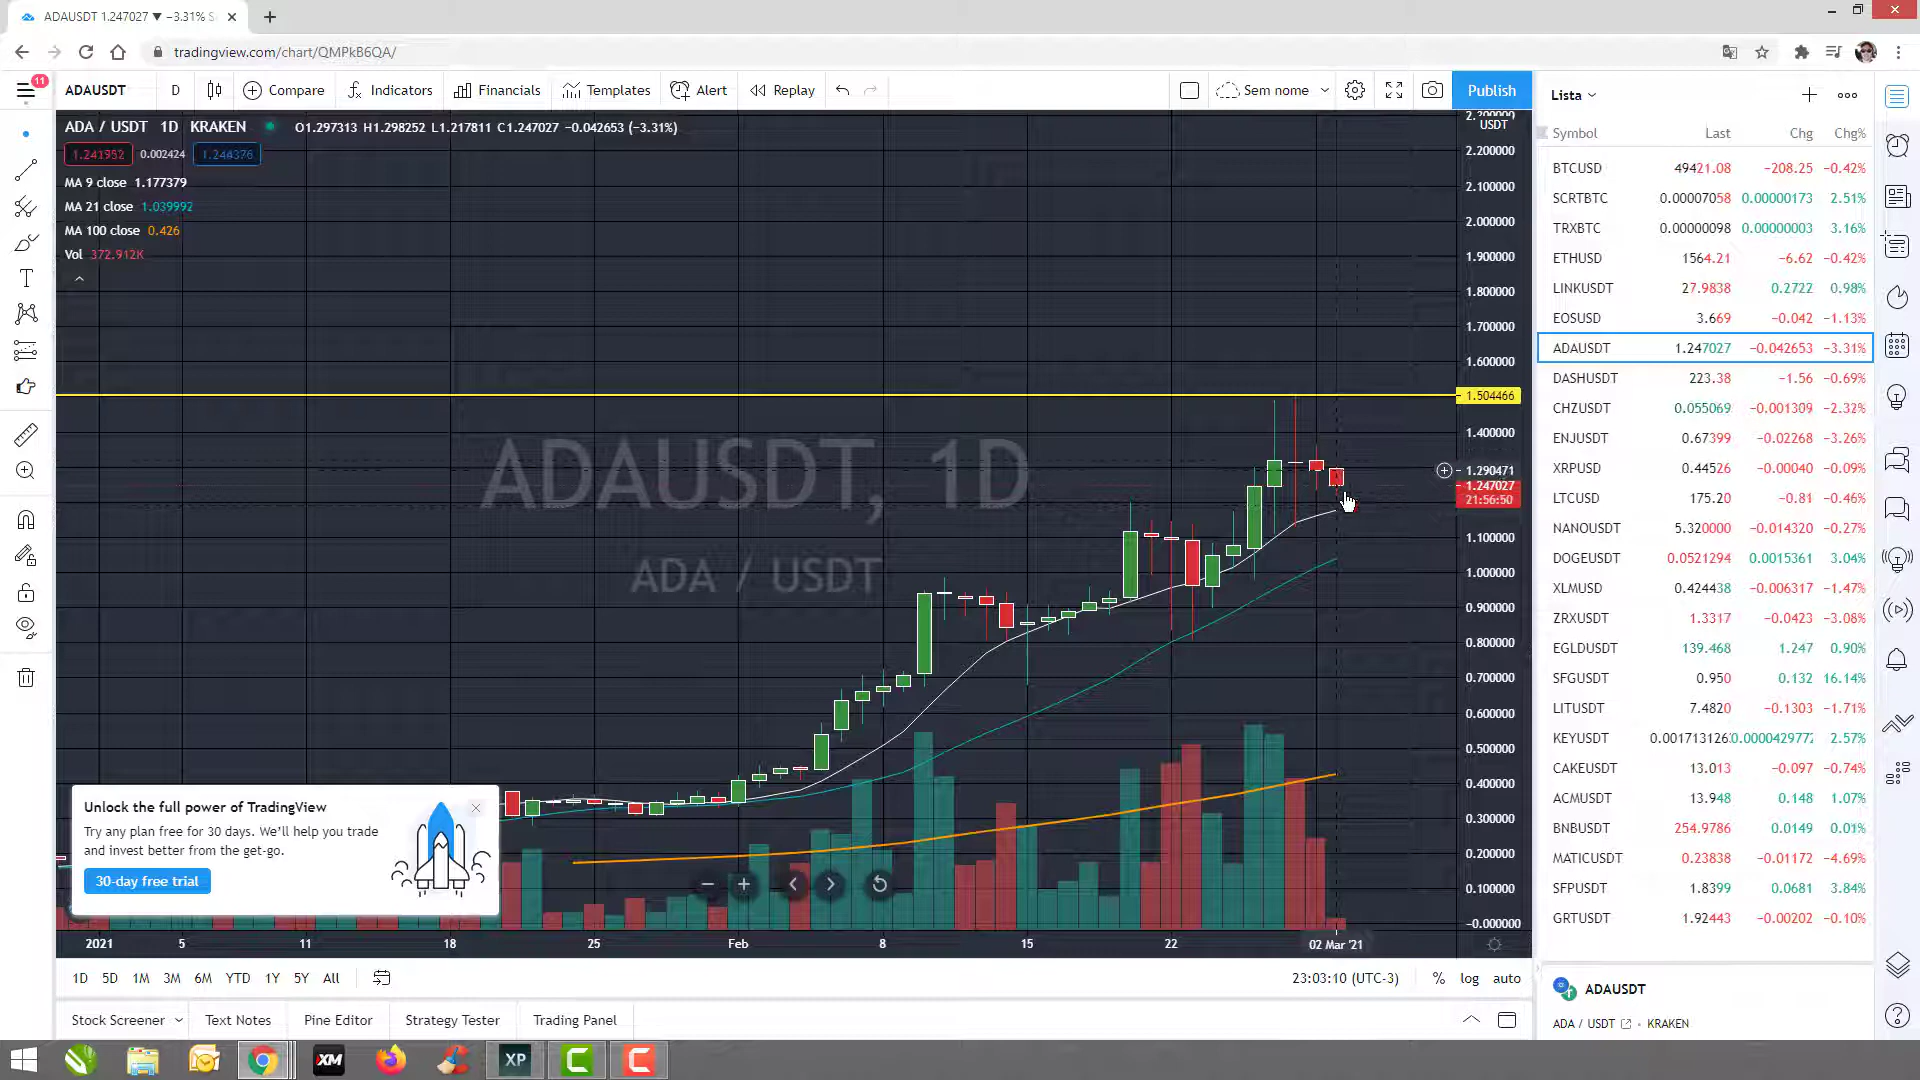 ADAUSDT 1.247027 ▼ −3.31% S
tradingview.com/chart/QMPkB6QA/
11
ADAUSDT D Compare Indicators Financials Templates Alert Replay Sem nome Publish
ADA / USDT 1D KRAKEN O1.297313 H1.298252 L1.217811 C1.247027 −0.042653 (−3.31%)
1.241952 0.002424 1.244376
MA 9 close 1.177379
MA 21 close 1.039992
MA 100 close 0.426
Vol 372.912K
ADAUSDT, 1D
ADA / USDT
USDT
2.200000
2.100000
2.000000
1.900000
1.800000
1.700000
1.600000
1.504466
1.400000
1.290471
1.247027
21:56:50
1.100000
1.000000
0.900000
0.800000
0.700000
0.600000
0.500000
0.400000
0.300000
0.200000
0.100000
−0.000000
Unlock the full power of TradingView
Try any plan free for 30 days. We'll help you trade
and invest better from the get-go.
30-day free trial
2021 5 11 18 25 Feb 8 15 22 02 Mar '21
1D 5D 1M 3M 6M YTD 1Y 5Y All 23:03:10 (UTC-3) % log auto
Stock Screener Text Notes Pine Editor Strategy Tester Trading Panel
Lista
Symbol Last Chg Chg%
BTCUSD 49421.08 −208.25 −0.42%
SCRTBTC 0.00007058 0.00000173 2.51%
TRXBTC 0.00000098 0.00000003 3.16%
ETHUSD 1564.21 −6.62 −0.42%
LINKUSDT 27.9838 0.2722 0.98%
EOSUSD 3.669 −0.042 −1.13%
ADAUSDT 1.247027 −0.042653 −3.31%
DASHUSDT 223.38 −1.56 −0.69%
CHZUSDT 0.055069 −0.001309 −2.32%
ENJUSDT 0.67399 −0.02268 −3.26%
XRPUSD 0.44526 −0.00040 −0.09%
LTCUSD 175.20 −0.81 −0.46%
NANOUSDT 5.320000 −0.014320 −0.27%
DOGEUSDT 0.0521294 0.0015361 3.04%
XLMUSD 0.424438 −0.006317 −1.47%
ZRXUSDT 1.3317 −0.0423 −3.08%
EGLDUSDT 139.468 1.247 0.90%
SFGUSDT 0.950 0.132 16.14%
LITUSDT 7.4820 −0.1303 −1.71%
KEYUSDT 0.001713126 0.0000429772 2.57%
CAKEUSDT 13.013 −0.097 −0.74%
ACMUSDT 13.948 0.148 1.07%
BNBUSDT 254.9786 0.0149 0.01%
MATICUSDT 0.23838 −0.01172 −4.69%
SFPUSDT 1.8399 0.0681 3.84%
GRTUSDT 1.92443 −0.00202 −0.10%
ADAUSDT
ADA / USDT • KRAKEN
XM XP C C